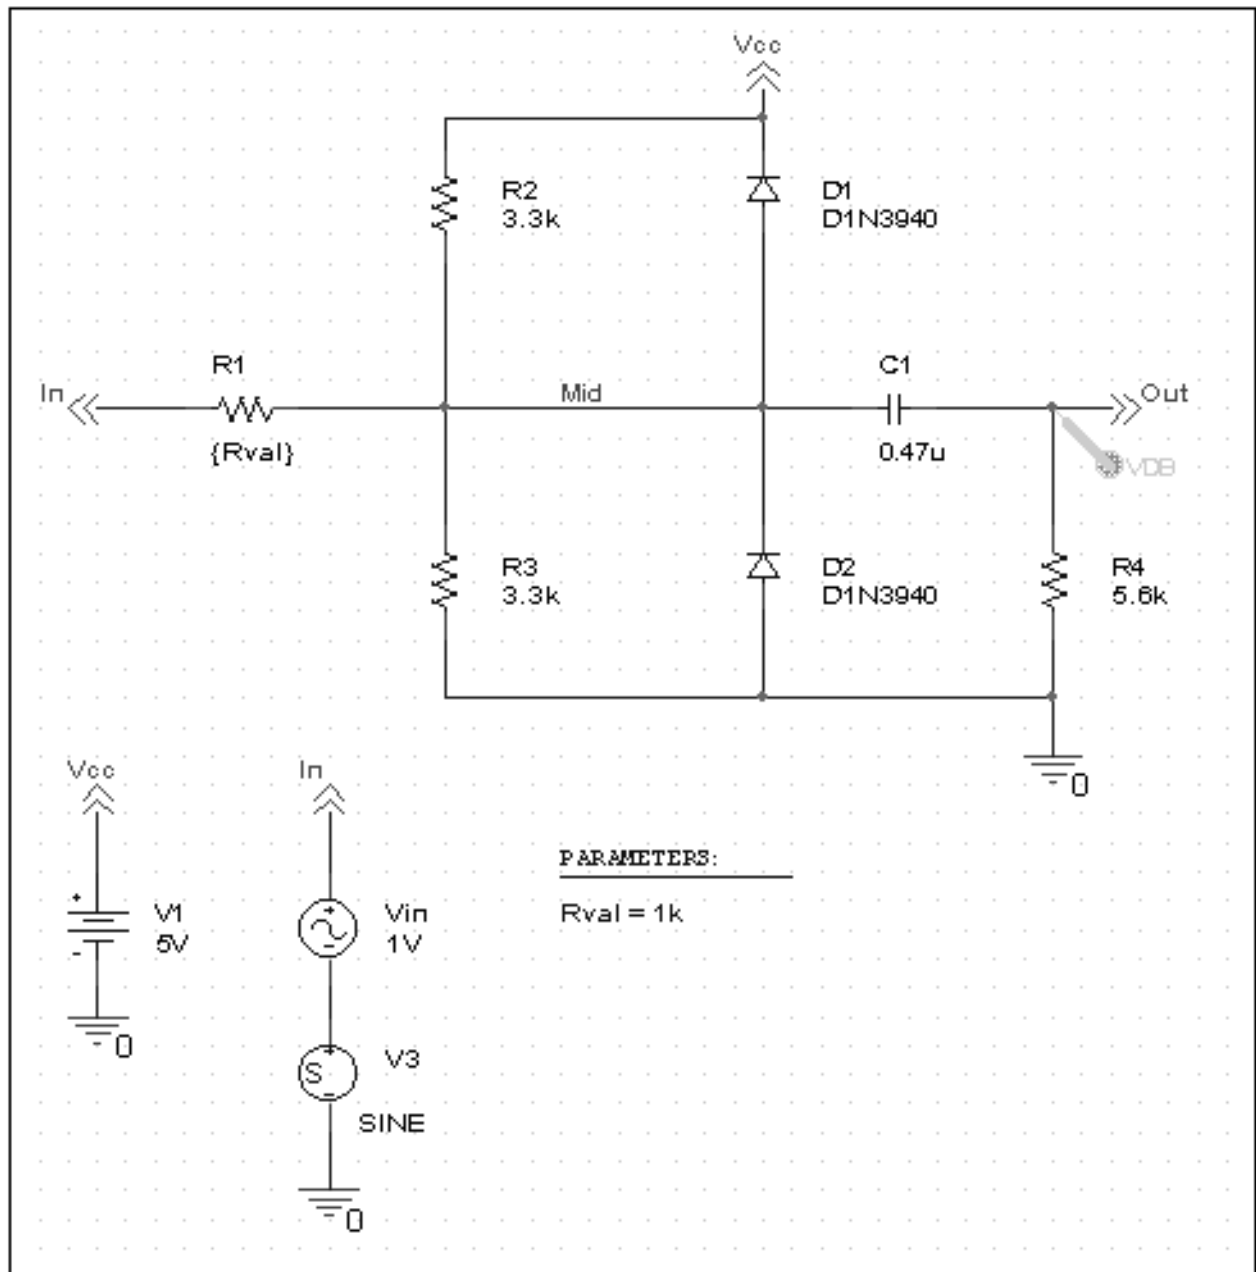 Vcc
R2
3.3k
D1
D1N3940
R1
{Rval}
In
Mid
C1
0.47u
Out
VDB
R3
3.3k
D2
D1N3940
R4
5.6k
0
Vcc
In
+
V1
5V
-
0
+
Vin
1V
-
+
S
V3
-
SINE
0
PARAMETERS:
Rval = 1k